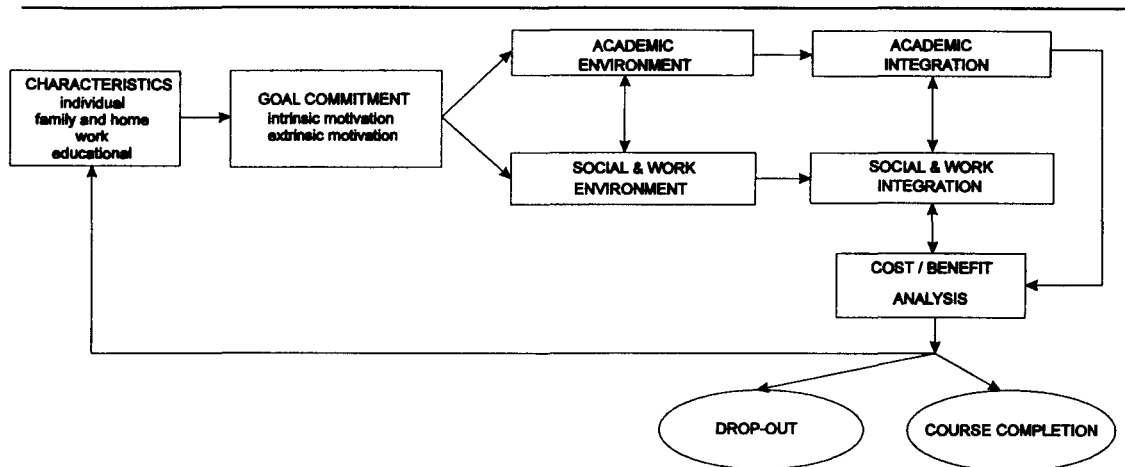 CHARACTERISTICS
individual
family and home
work
educational
GOAL COMMITMENT
intrinsic motivation
extrinsic motivation
ACADEMIC
ENVIRONMENT
SOCIAL & WORK
ENVIRONMENT
ACADEMIC
INTEGRATION
SOCIAL & WORK
INTEGRATION
COST / BENEFIT
ANALYSIS
DROP-OUT
COURSE COMPLETION